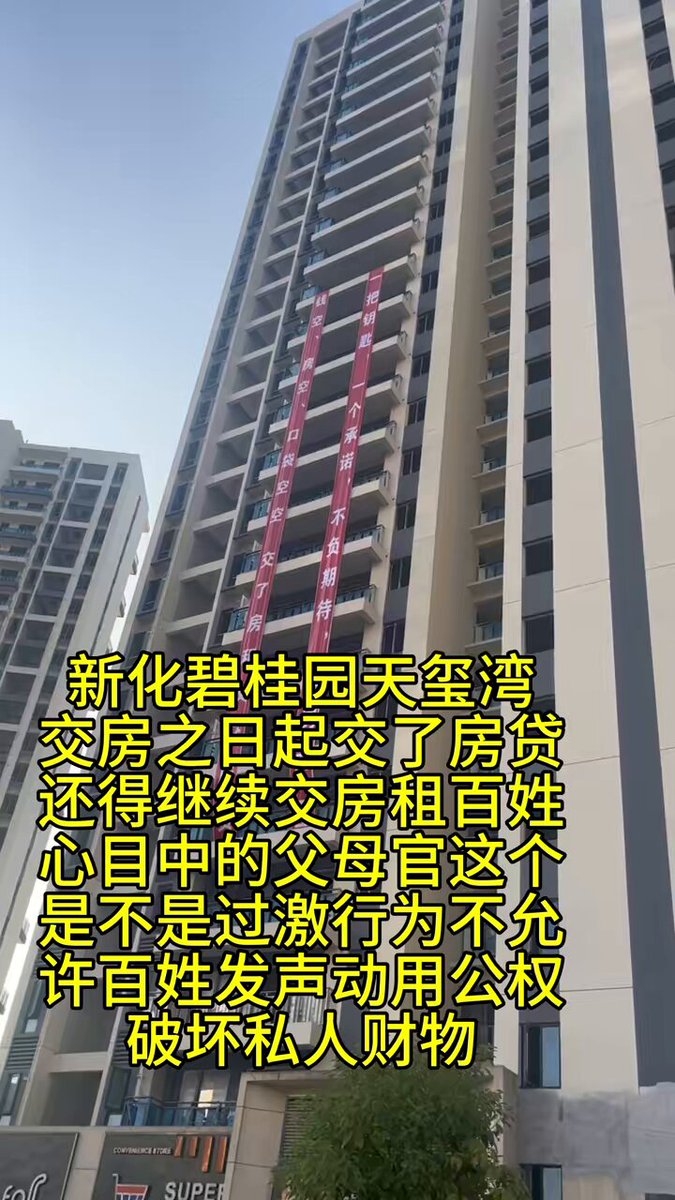 钱空、房空、口袋空空 交了房
一把钥匙，一个承诺，不负期待，
新化碧桂园天玺湾
交房之日起交了房贷
还得继续交房租百姓
心目中的父母官这个
是不是过激行为不允
许百姓发声动用公权
破坏私人财物
CONVENIENCE STORE
SUPER